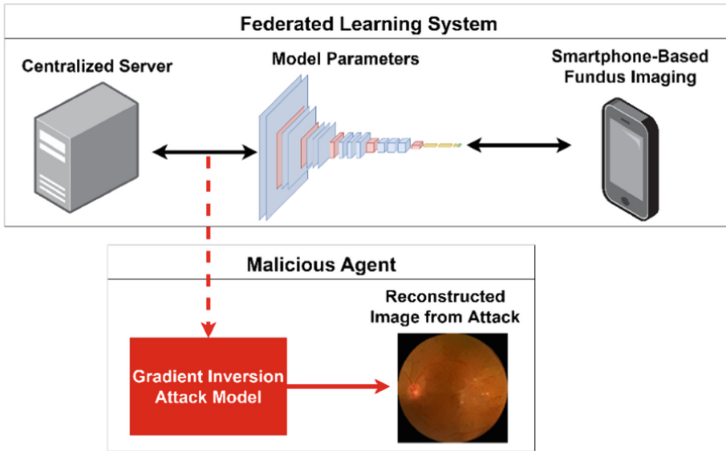 Federated Learning System
Centralized Server
Model Parameters
Smartphone-Based
Fundus Imaging
Malicious Agent
Reconstructed
Image from Attack
Gradient Inversion
Attack Model